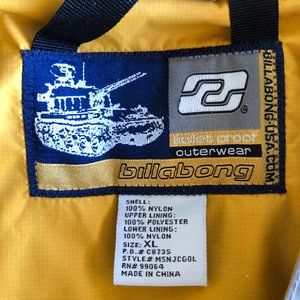 ©
bullet proof
outerwear
billabong
BILLABONG-USA.COM
SHELL:
100% NYLON
UPPER LINING:
100% POLYESTER
LOWER LINING:
100% NYLON
SIZE: XL
P.O.# C8735
STYLE# MSNJCGOL
RN# 99064
MADE IN CHINA